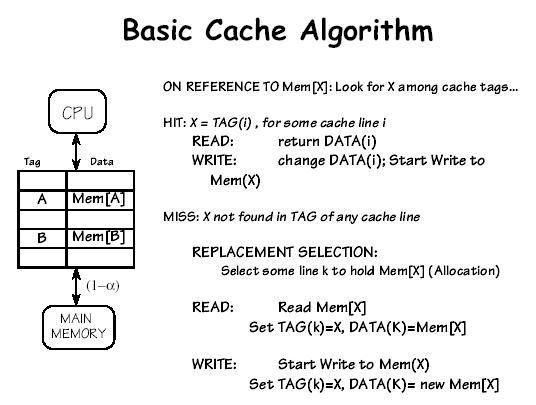 Basic Cache Algorithm
ON REFERENCE TO Mem[X]: Look for X among cache tags...
HIT: X = TAG(i) , for some cache line i
READ: return DATA(i)
WRITE: change DATA(i); Start Write to
Mem(X)
MISS: X not found in TAG of any cache line
REPLACEMENT SELECTION:
Select some line k to hold Mem[X] (Allocation)
READ: Read Mem[X]
Set TAG(k)=X, DATA(K)=Mem[X]
WRITE: Start Write to Mem(X)
Set TAG(k)=X, DATA(K)= new Mem[X]
CPU
Tag Data
A Mem[A]
B Mem[B]
(1–α)
MAIN
MEMORY